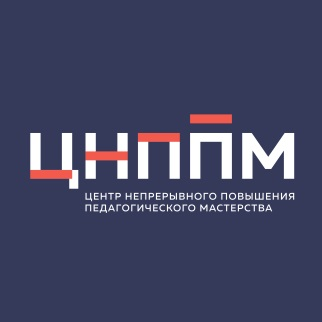 ЦНППМ
ЦЕНТР НЕПРЕРЫВНОГО ПОВЫШЕНИЯ
ПЕДАГОГИЧЕСКОГО МАСТЕРСТВА